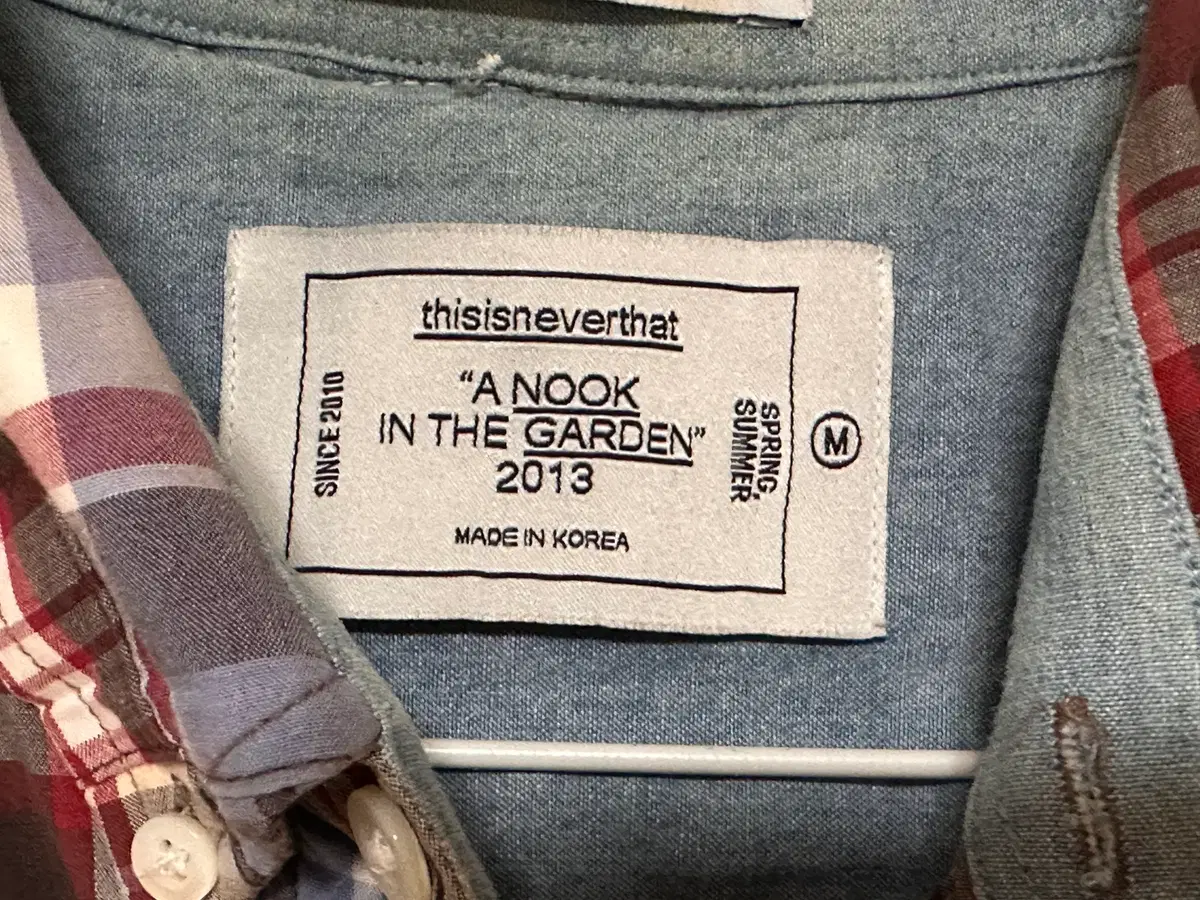 thisisneverthat
“A NOOK
IN THE GARDEN”
2013
MADE IN KOREA
SINCE 2010
SPRING,
SUMMER,
M